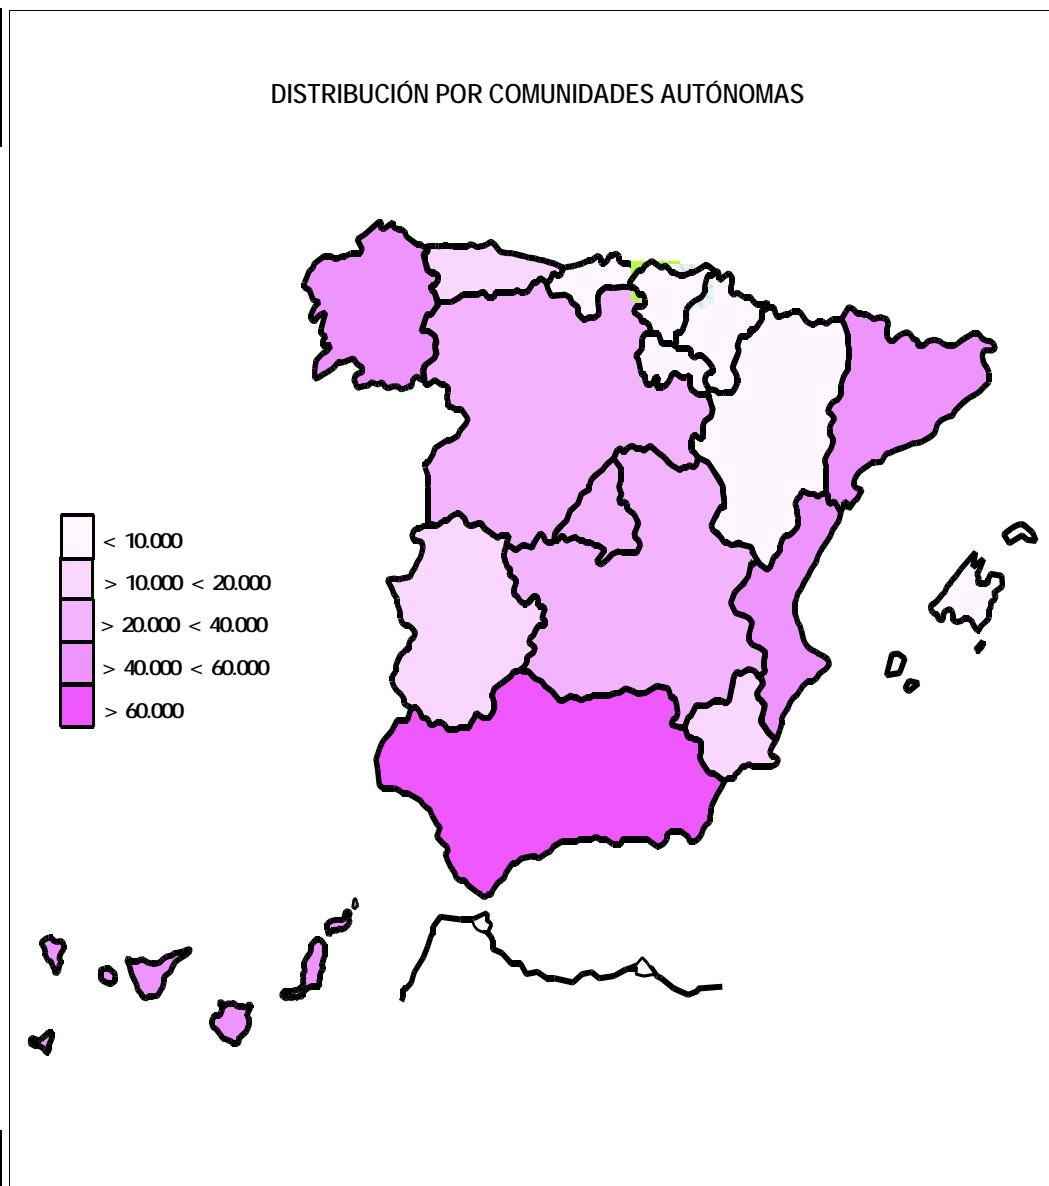 DISTRIBUCIÓN POR COMUNIDADES AUTÓNOMAS
< 10.000
> 10.000 < 20.000
> 20.000 < 40.000
> 40.000 < 60.000
> 60.000